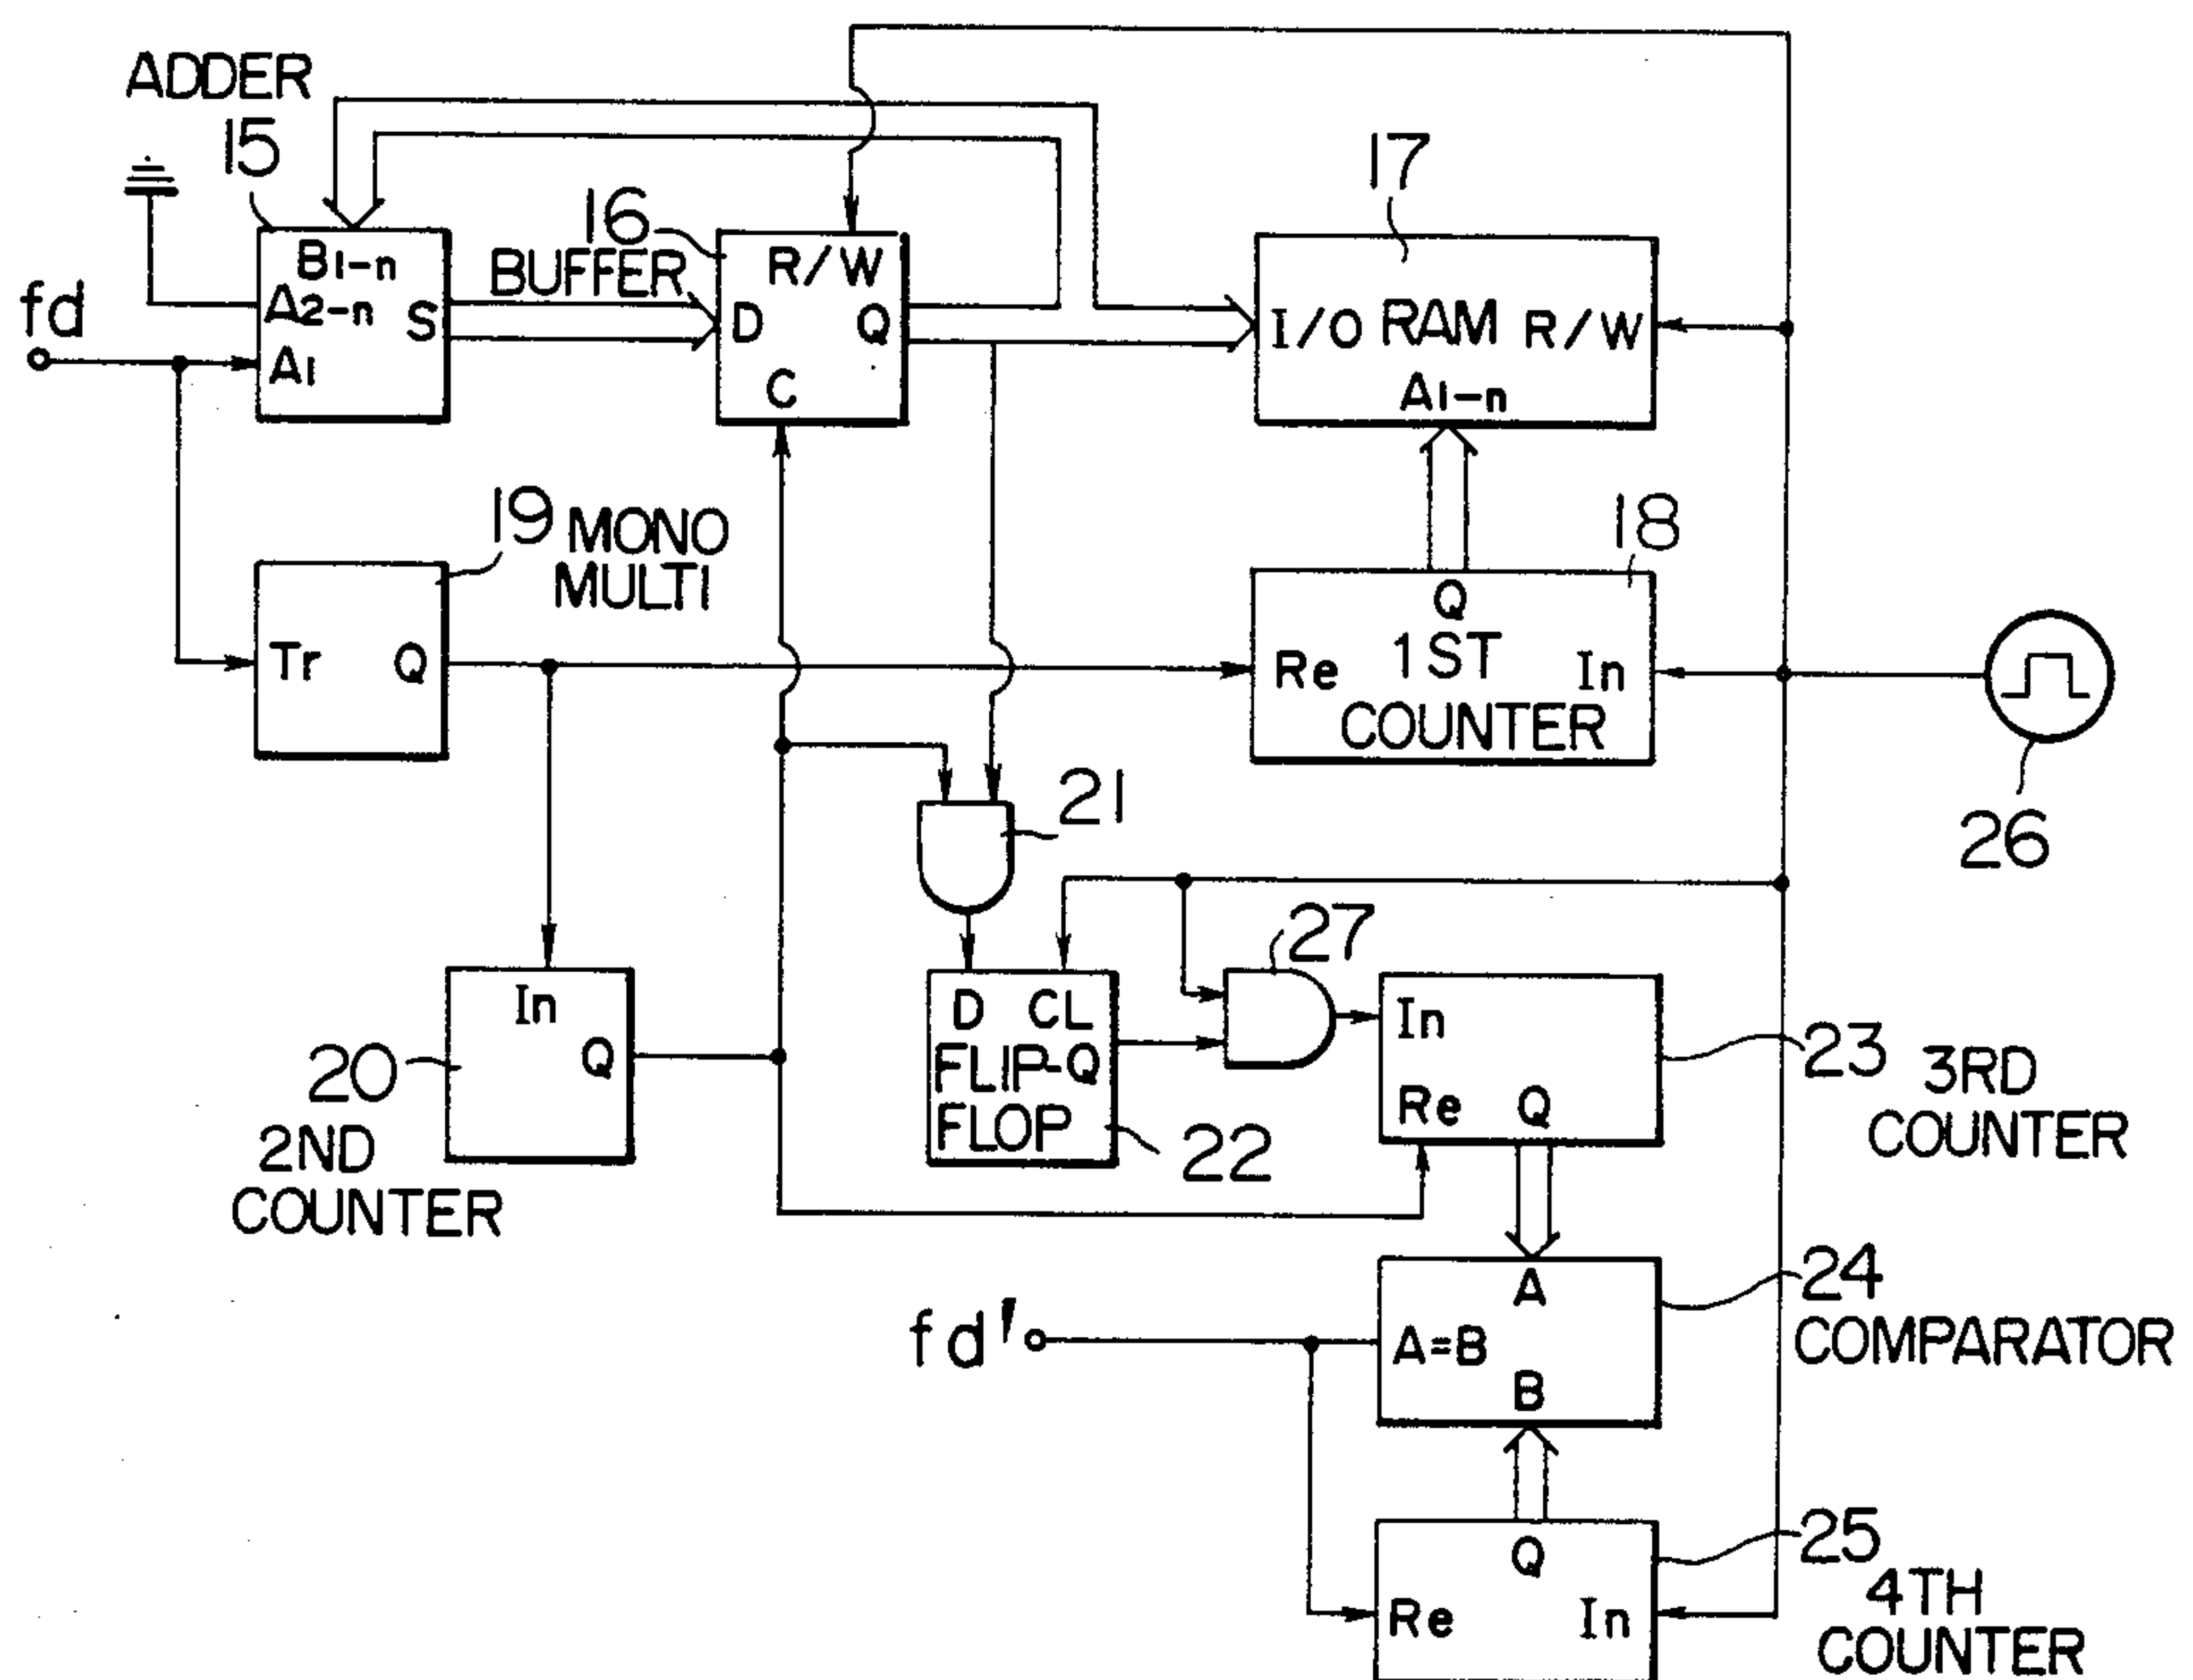 ADDER
15
fd
B1-n
A2-n
S
A1
16
BUFFER
R/W
D
Q
C
17
I/O RAM R/W
A1-n
19 MONO
MULTI
Tr
Q
18
Q
Re 1ST In
COUNTER
26
21
27
In
Q
20
2ND
COUNTER
D CL
FLIP-Q
FLOP
22
In
Re Q
23
3RD
COUNTER
fd'
A
A=B
B
24
COMPARATOR
Q
Re In
25
4TH
COUNTER